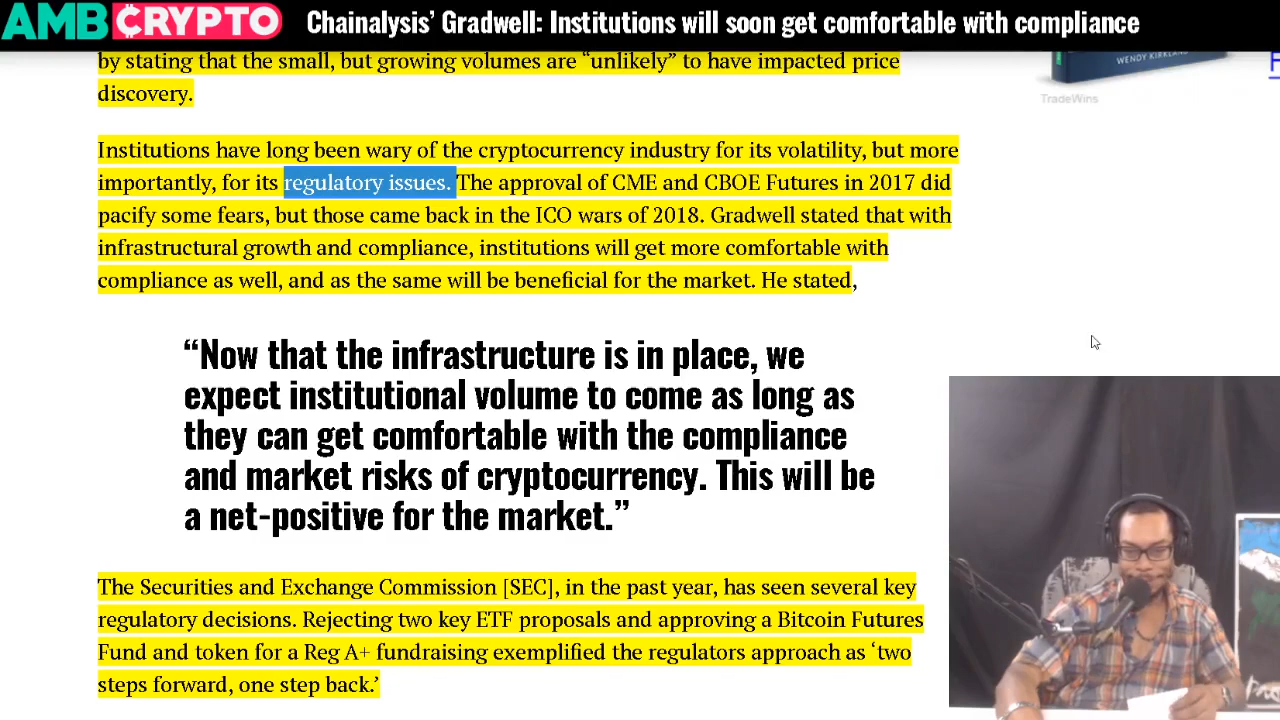 AMBCRYPTO Chainalysis’ Gradwell: Institutions will soon get comfortable with compliance
by stating that the small, but growing volumes are “unlikely” to have impacted price
discovery.
WENDY KIRKLAND
TradeWins
Institutions have long been wary of the cryptocurrency industry for its volatility, but more
importantly, for its regulatory issues. The approval of CME and CBOE Futures in 2017 did
pacify some fears, but those came back in the ICO wars of 2018. Gradwell stated that with
infrastructural growth and compliance, institutions will get more comfortable with
compliance as well, and as the same will be beneficial for the market. He stated,
“Now that the infrastructure is in place, we
expect institutional volume to come as long as
they can get comfortable with the compliance
and market risks of cryptocurrency. This will be
a net-positive for the market.”
The Securities and Exchange Commission [SEC], in the past year, has seen several key
regulatory decisions. Rejecting two key ETF proposals and approving a Bitcoin Futures
Fund and token for a Reg A+ fundraising exemplified the regulators approach as ‘two
steps forward, one step back.’